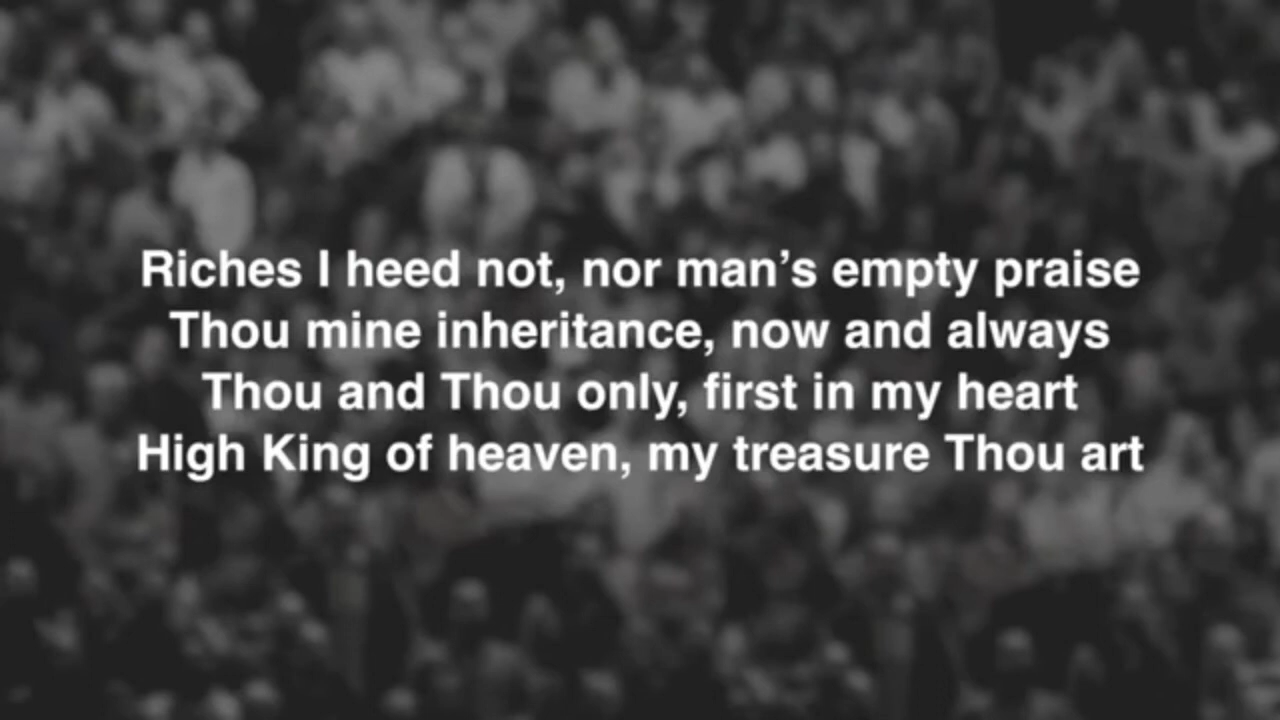 Riches I heed not, nor man’s empty praise
Thou mine inheritance, now and always
Thou and Thou only, first in my heart
High King of heaven, my treasure Thou art